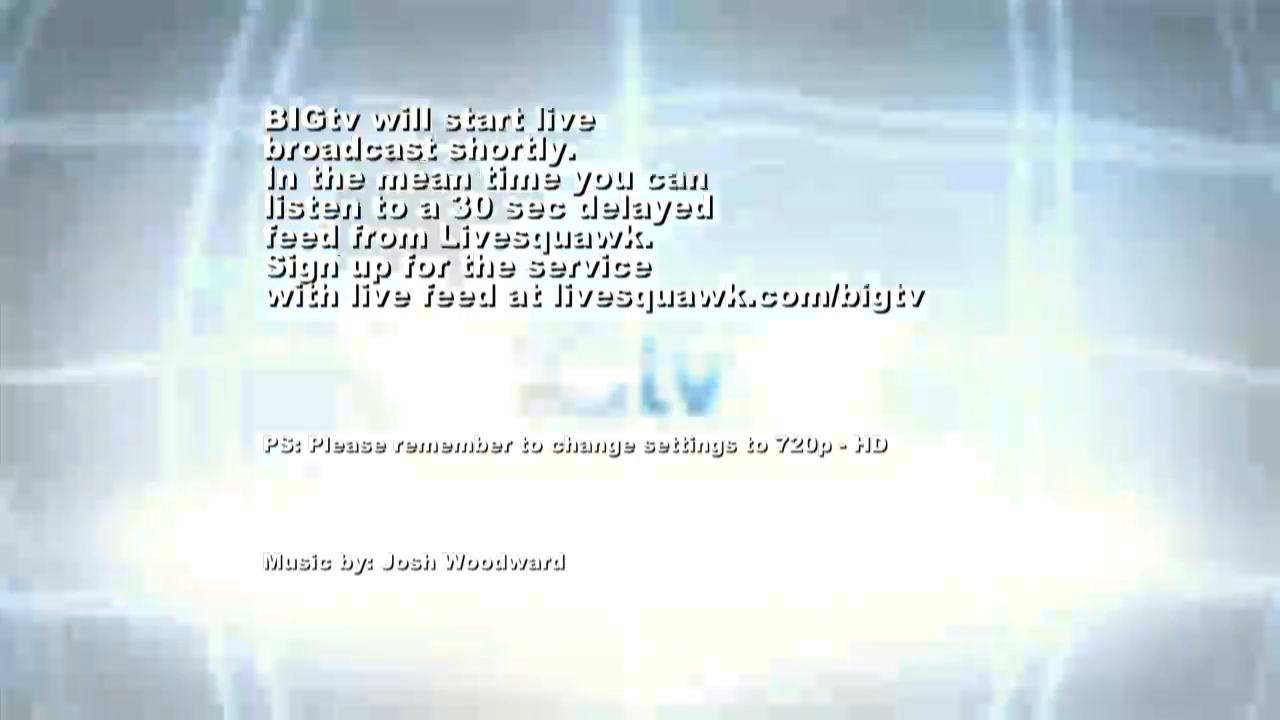 BIGtv will start live
broadcast shortly.
In the mean time you can
listen to a 30 sec delayed
feed from Livesquawk.
Sign up for the service
with live feed at livesquawk.com/bigtv
tv
PS: Please remember to change settings to 720p - HD
Music by: Josh Woodward